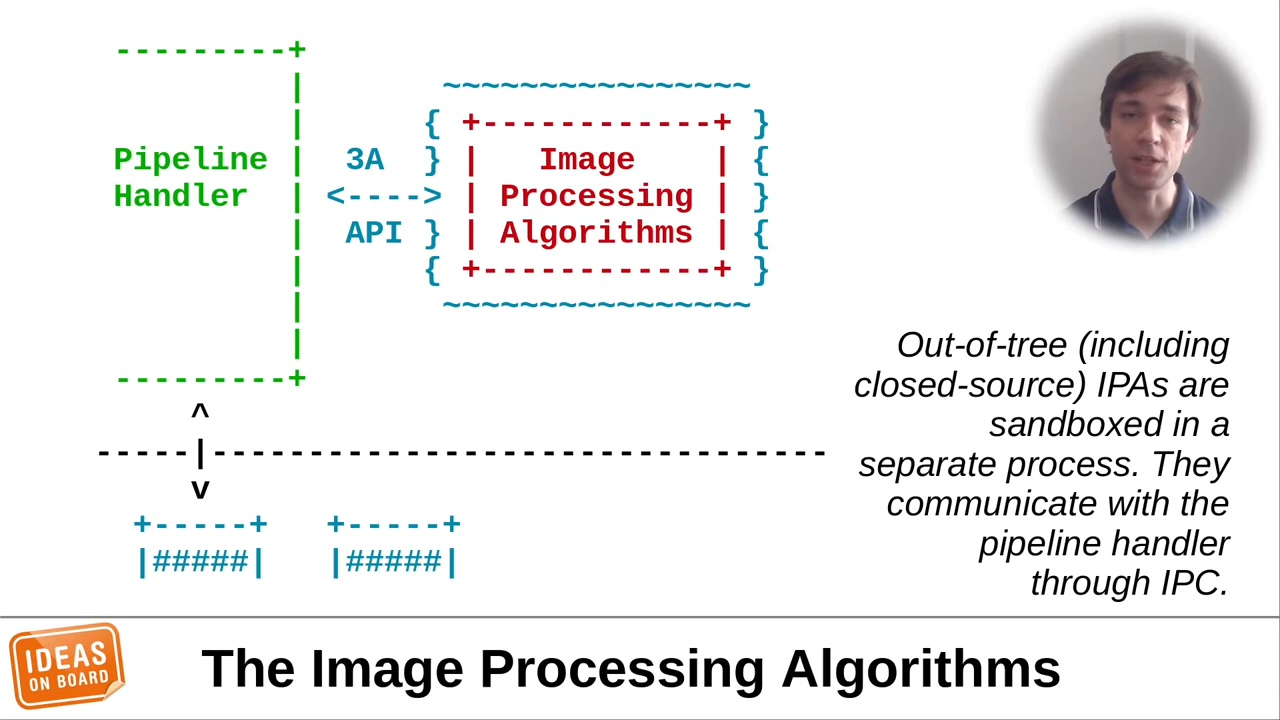 ---------+
|
~~~~~~~~~~~~~~~~
| { +------------+ }
Pipeline | 3A } | Image | {
Handler | <----> | Processing | }
| API } | Algorithms | {
| { +------------+ }
| ~~~~~~~~~~~~~~~~
|
---------+
^
-----|--------------------------------
v
+-----+ +-----+
|#####| |#####|
Out-of-tree (including
closed-source) IPAs are
sandboxed in a
separate process. They
communicate with the
pipeline handler
through IPC.
IDEAS
ON BOARD
The Image Processing Algorithms